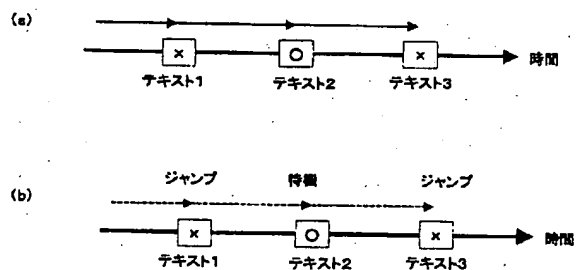 (a)
× ○ × 時間
テキスト1 テキスト2 テキスト3
ジャンプ 待機 ジャンプ
(b)
× ○ × 時間
テキスト1 テキスト2 テキスト3